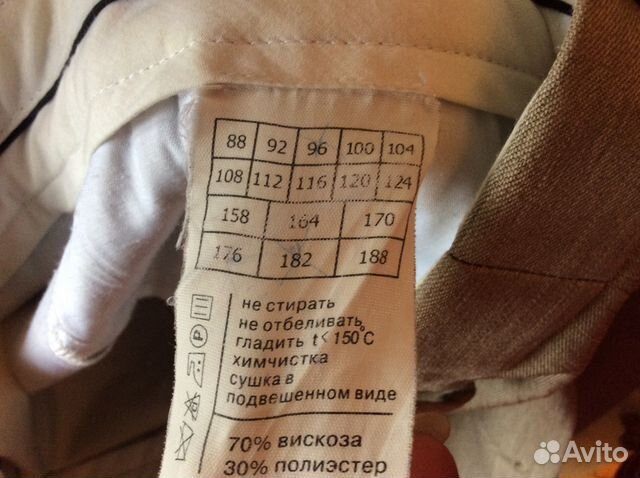 88 92 96 100 104
108 112 116 120 124
158 164 170
176 182 188
не стирать
не отбеливать
гладить t<150°C
химчистка
сушка в
подвешенном виде
P
70% вискоза
30% полиэстер
Avito